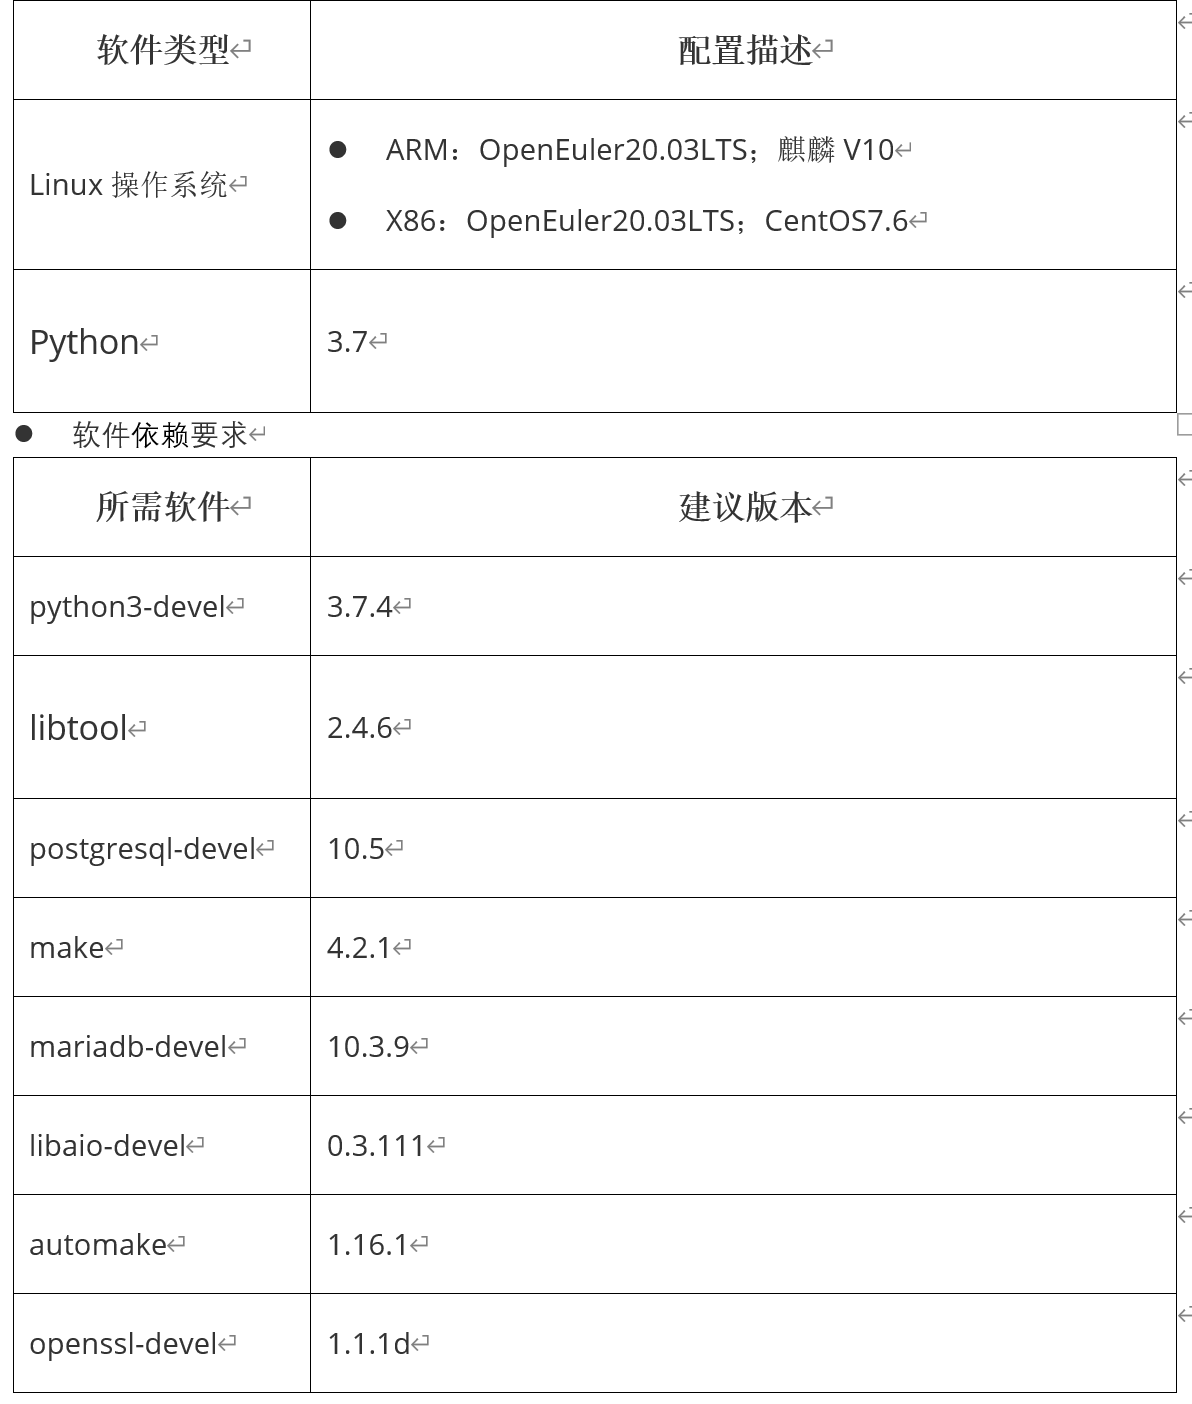 软件类型 配置描述
Linux 操作系统
● ARM：OpenEuler20.03LTS；麒麟 V10
● X86：OpenEuler20.03LTS；CentOS7.6
Python 3.7
● 软件依赖要求
所需软件 建议版本
python3-devel 3.7.4
libtool 2.4.6
postgresql-devel 10.5
make 4.2.1
mariadb-devel 10.3.9
libaio-devel 0.3.111
automake 1.16.1
openssl-devel 1.1.1d